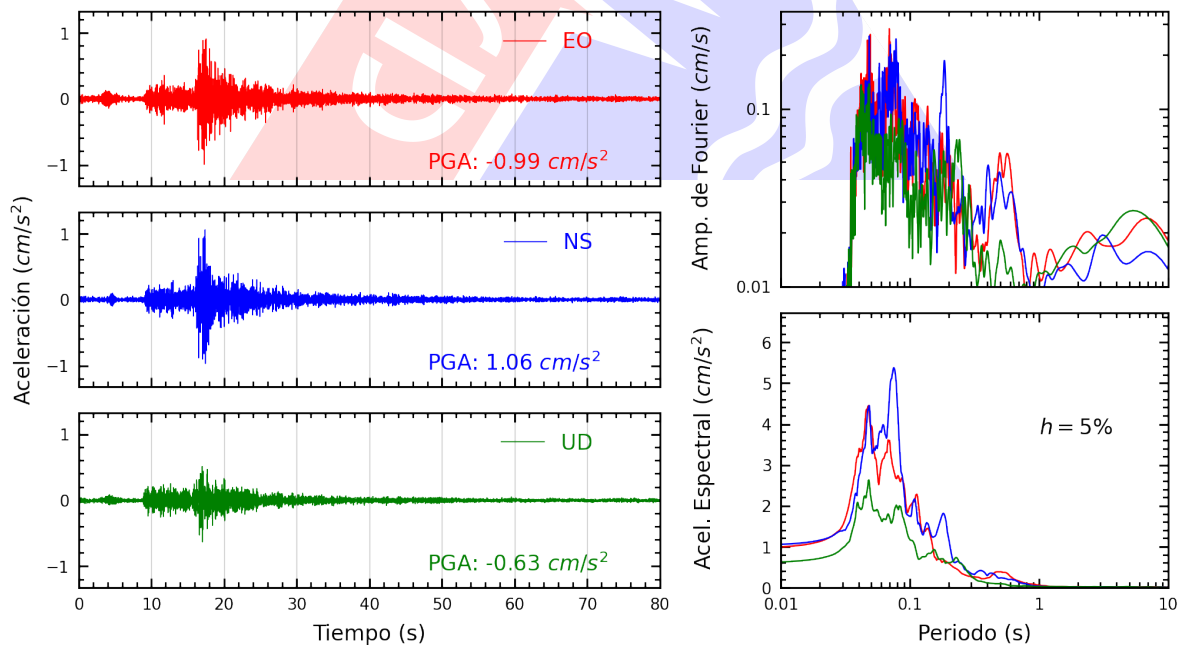 Aceleración (cm/s²)
1
0
−1
EO
PGA: -0.99 cm/s²
1
0
−1
NS
PGA: 1.06 cm/s²
1
0
−1
UD
PGA: -0.63 cm/s²
0 10 20 30 40 50 60 70 80
Tiempo (s)
Amp. de Fourier (cm/s)
0.1
0.01
Acel. Espectral (cm/s²)
6
5
4
3
2
1
0
h = 5%
0.01 0.1 1 10
Periodo (s)